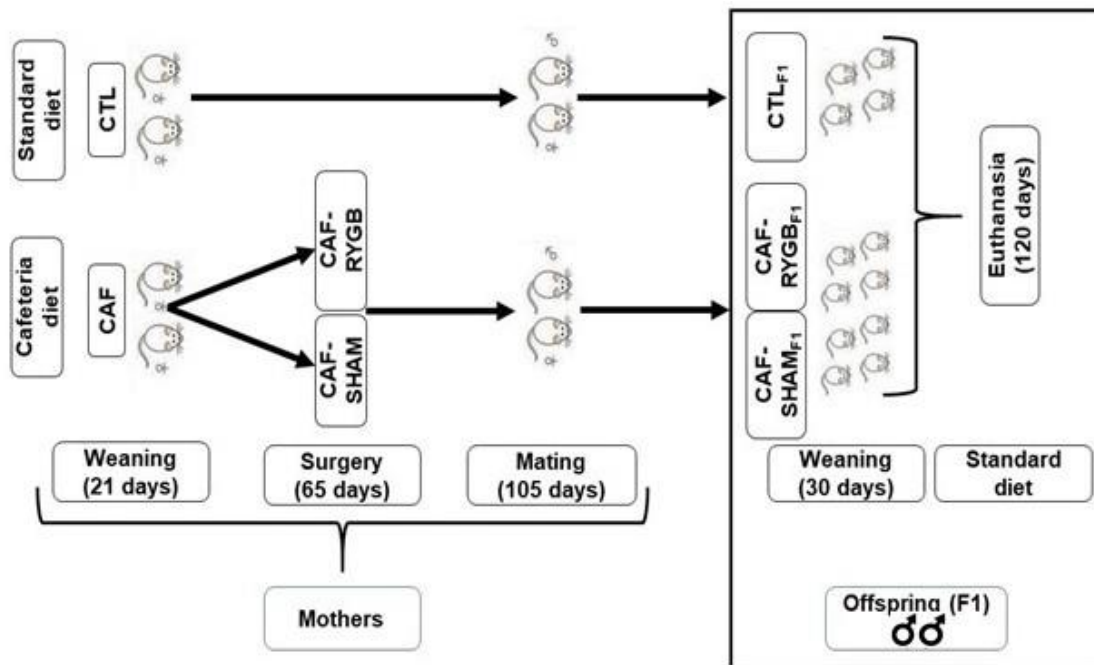 Standard
diet
CTL
♀
♀
♂
CTLF1
Cafeteria
diet
CAF
♀
♀
CAF-
RYGB
CAF-
SHAM
♂
♀
CAF-
RYGBF1
CAF-
SHAMF1
Euthanasia
(120 days)
Weaning
(21 days)
Surgery
(65 days)
Mating
(105 days)
Weaning
(30 days)
Standard
diet
Mothers
Offspring (F1)
♂♂